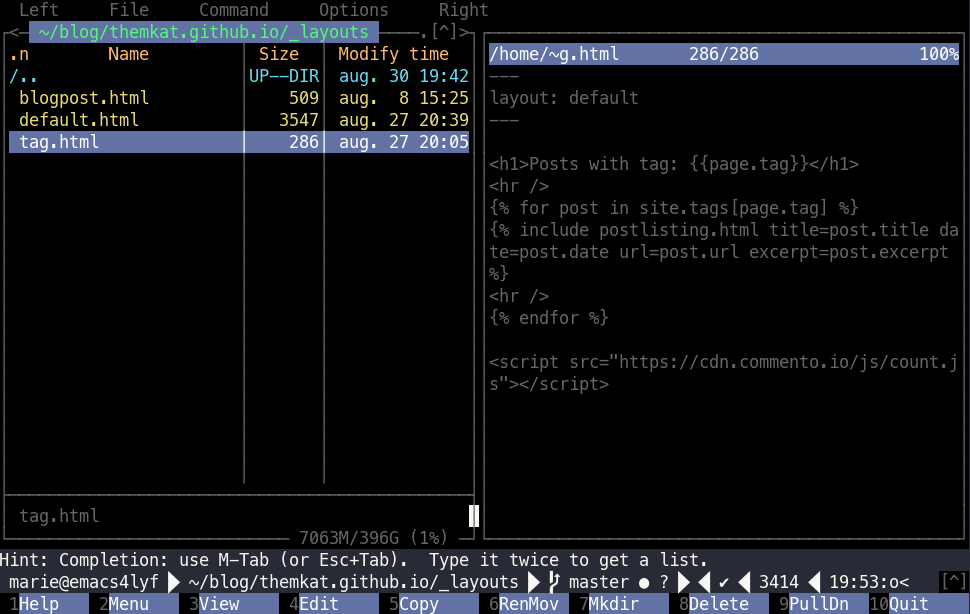 Left File Command Options Right
<— ~/blog/themkat.github.io/_layouts .[^]>
.n Name Size Modify time
/.. UP--DIR aug. 30 19:42
blogpost.html 509 aug. 8 15:25
default.html 3547 aug. 27 20:39
tag.html 286 aug. 27 20:05
tag.html
7063M/396G (1%)
/home/~g.html 286/286 100%
---
layout: default
---
<h1>Posts with tag: {{page.tag}}</h1>
<hr />
{% for post in site.tags[page.tag] %}
{% include postlisting.html title=post.title da
te=post.date url=post.url excerpt=post.excerpt
%}
<hr />
{% endfor %}
<script src="https://cdn.commento.io/js/count.j
s"></script>
Hint: Completion: use M-Tab (or Esc+Tab). Type it twice to get a list.
marie@emacs4lyf ~/blog/themkat.github.io/_layouts master ● ? ✔ 3414 19:53:o< [^]
1Help 2Menu 3View 4Edit 5Copy 6RenMov 7Mkdir 8Delete 9PullDn 10Quit